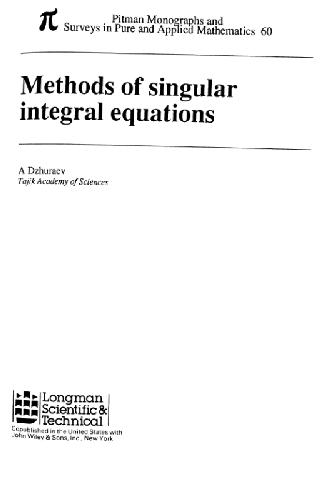 π Pitman Monographs and
Surveys in Pure and Applied Mathematics 60
Methods of singular
integral equations
A Dzhuraev
Tajik Academy of Sciences
Longman
Scientific &
Technical
Copublished in the United States with
John Wiley & Sons, Inc., New York